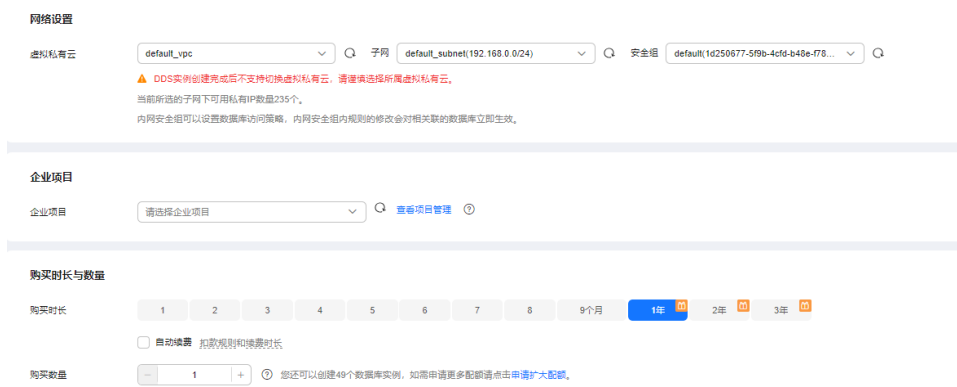 网络设置
虚拟私有云 default_vpc 子网 default_subnet(192.168.0.0/24) 安全组 default(1d250677-5f9b-4cfd-b48e-f78...
DDS实例创建完成后不支持切换虚拟私有云，请谨慎选择所属虚拟私有云。
当前所选的子网下可用私有IP数量235个。
内网安全组可以设置数据库访问策略，内网安全组内规则的修改会对相关联的数据库立即生效。
企业项目
企业项目 请选择企业项目 查看项目管理
购买时长与数量
购买时长 1 2 3 4 5 6 7 8 9个月 1年 2年 3年
自动续费 扣款规则和续费时长
购买数量 - 1 + 您还可以创建49个数据库实例，如需申请更多配额请点击申请扩大配额。